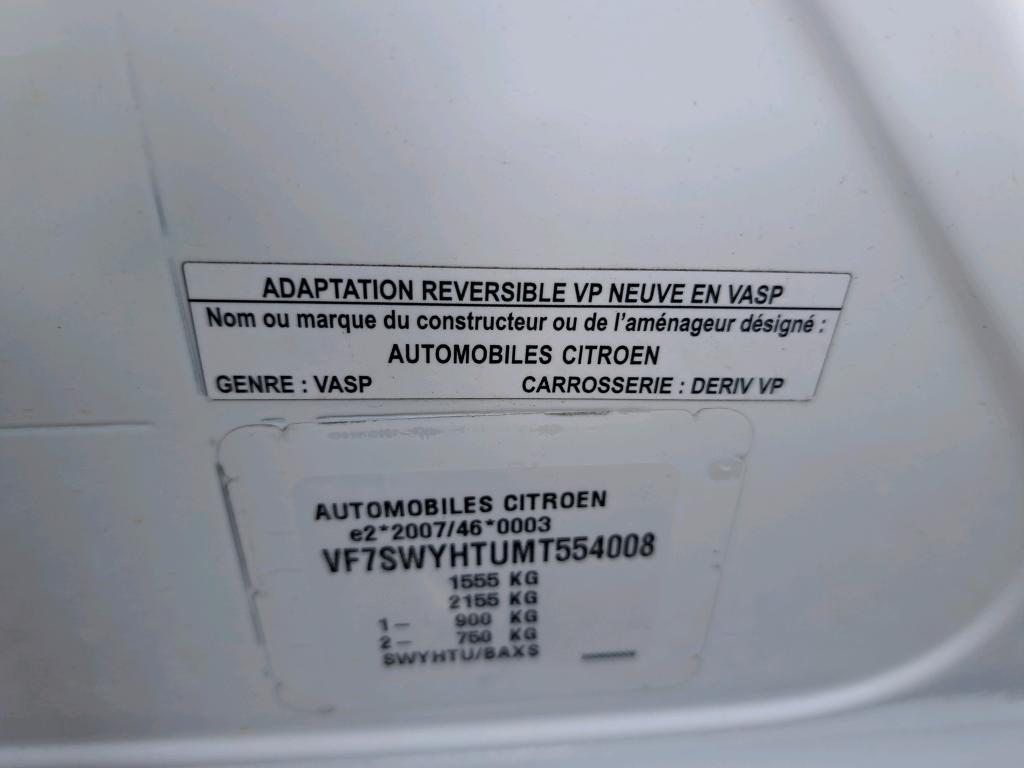 ADAPTATION REVERSIBLE VP NEUVE EN VASP
Nom ou marque du constructeur ou de l'aménageur désigné :
AUTOMOBILES CITROEN
GENRE : VASP CARROSSERIE : DERIV VP
AUTOMOBILES CITROEN
e2*2007/46*0003
VF7SWYHTUMT554008
1555 KG
2155 KG
1– 900 KG
2– 750 KG
SWYHTU/BAXS